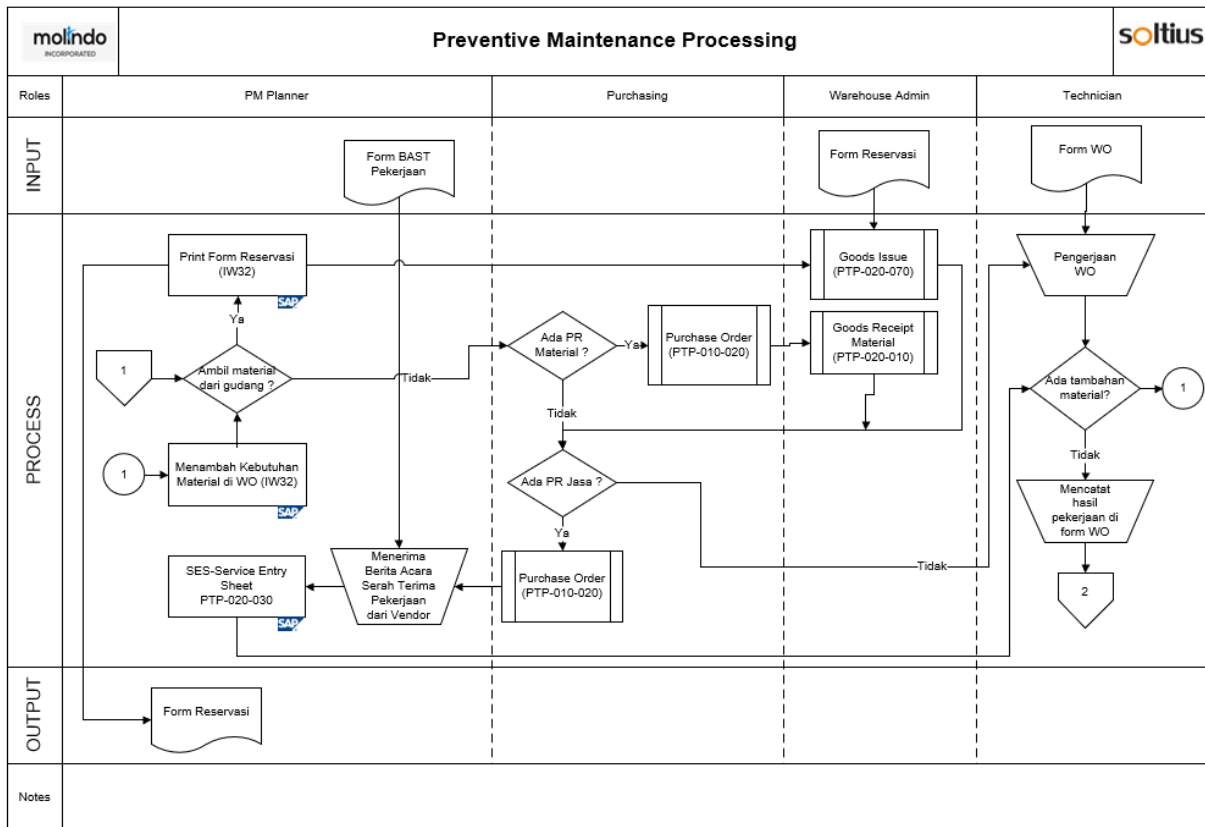 molindo
INCORPORATED
Preventive Maintenance Processing
soltius
Roles
PM Planner
Purchasing
Warehouse Admin
Technician
INPUT
Form BAST
Pekerjaan
Form Reservasi
Form WO
PROCESS
Print Form Reservasi
(IW32)
SAP
Goods Issue
(PTP-020-070)
Pengerjaan
WO
Ya
1
Ambil material
dari gudang ?
Tidak
Ada PR
Material ?
Ya
Purchase Order
(PTP-010-020)
Goods Receipt
Material
(PTP-020-010)
Ada tambahan
material?
1
Tidak
Tidak
1
Menambah Kebutuhan
Material di WO (IW32)
SAP
Ada PR Jasa ?
Mencatat
hasil
pekerjaan di
form WO
Ya
Tidak
SES-Service Entry
Sheet
PTP-020-030
SAP
Menerima
Berita Acara
Serah Terima
Pekerjaan
dari Vendor
Purchase Order
(PTP-010-020)
2
OUTPUT
Form Reservasi
Notes